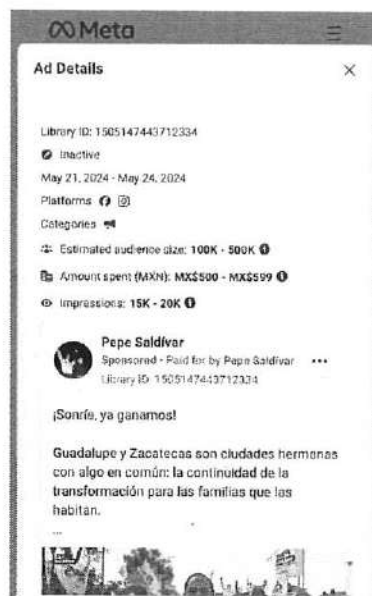 Meta
Ad Details
Library ID: 1505147443712334
Inactive
May 21, 2024 - May 24, 2024
Platforms
Categories
Estimated audience size: 100K - 500K
Amount spent (MXN): MX$500 - MX$599
Impressions: 15K - 20K
Pepe Saldívar
Sponsored - Paid for by Pepe Saldívar
Library ID: 1505147443712334
¡Sonríe, ya ganamos!
Guadalupe y Zacatecas son ciudades hermanas
con algo en común: la continuidad de la
transformación para las familias que las
habitan.
...